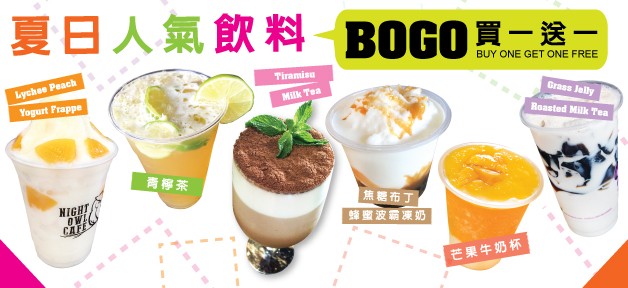 夏日人氣飲料
BOGO 買一送一
BUY ONE GET ONE FREE
Lychee Peach
Yogurt Frappe
青檸茶
Tiramisu
Milk Tea
焦糖布丁
蜂蜜波霸凍奶
芒果牛奶杯
Grass Jelly
Roasted Milk Tea
NIGHT
OWL
CAFE